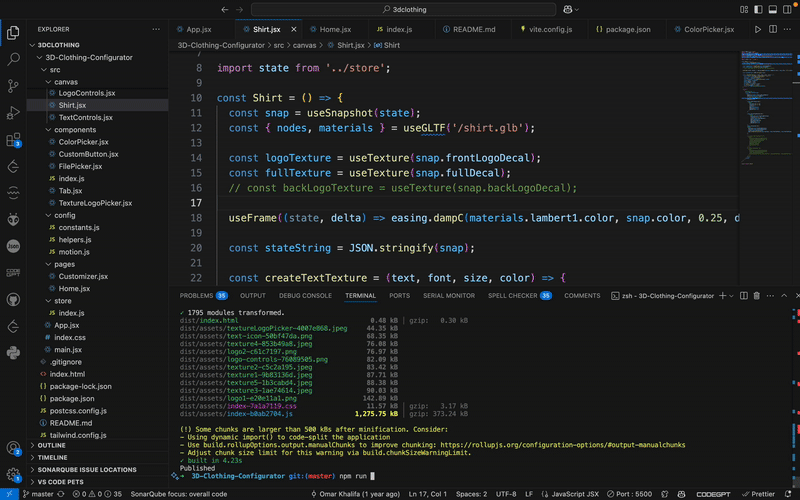 3dclothing
App.jsx
Shirt.jsx
Home.jsx
index.js
README.md
vite.config.js
package.json
ColorPicker.jsx
EXPLORER
3D-Clothing-Configurator > src > canvas > Shirt.jsx > Shirt
3DCLOTHING
3D-Clothing-Configurator
src
canvas
LogoControls.jsx
Shirt.jsx
TextControls.jsx
components
ColorPicker.jsx
CustomButton.jsx
FilePicker.jsx
index.js
Tab.jsx
TextureLogoPicker.jsx
config
constants.js
helpers.js
motion.js
pages
Customizer.jsx
Home.jsx
store
index.js
App.jsx
index.css
main.jsx
.gitignore
index.html
package-lock.json
package.json
postcss.config.js
README.md
tailwind.config.js
OUTLINE
TIMELINE
SONARQUBE ISSUE LOCATIONS
VS CODE PETS
8 import state from '../store';
9
10 const Shirt = () => {
11 const snap = useSnapshot(state);
12 const { nodes, materials } = useGLTF('/shirt.glb');
13
14 const logoTexture = useTexture(snap.frontLogoDecal);
15 const fullTexture = useTexture(snap.fullDecal);
16 // const backLogoTexture = useTexture(snap.backLogoDecal);
17
18 useFrame((state, delta) => easing.dampC(materials.lambert1.color, snap.color, 0.25, d
19
20 const stateString = JSON.stringify(snap);
21
22 const createTextTexture = (text, font, size, color) => {
PROBLEMS 35 OUTPUT DEBUG CONSOLE TERMINAL PORTS SERIAL MONITOR SPELL CHECKER 35 COMMENTS zsh - 3D-Clothing-Configurator
✓ 1795 modules transformed.
dist/index.html 0.48 kB | gzip: 0.30 kB
dist/assets/textureLogoPicker-4007e868.jpeg 44.35 kB
dist/assets/text-icon-50bf47da.png 68.35 kB
dist/assets/texture4-853b49a8.jpeg 76.08 kB
dist/assets/logo2-c61c7197.png 76.97 kB
dist/assets/logo-controls-76089505.png 82.09 kB
dist/assets/texture2-c5c2a195.jpeg 83.42 kB
dist/assets/texture1-9b83136d.jpeg 87.71 kB
dist/assets/texture5-1b3cabd4.jpeg 88.38 kB
dist/assets/texture3-1ae74614.jpeg 90.03 kB
dist/assets/logo1-e20e11a1.png 142.09 kB
dist/assets/index-7a1a7119.css 11.57 kB | gzip: 3.17 kB
dist/assets/index-b0ab2704.js 1,275.75 kB | gzip: 373.24 kB
(!) Some chunks are larger than 500 kBs after minification. Consider:
- Using dynamic import() to code-split the application
- Use build.rollupOptions.output.manualChunks to improve chunking: https://rollupjs.org/configuration-options/#output-manualchunks
- Adjust chunk size limit for this warning via build.chunkSizeWarningLimit.
✓ built in 4.23s
Published
➜ 3D-Clothing-Configurator git:(master) npm run
master 0 0 35 SonarQube focus: overall code Omar Khalifa (1 year ago) Ln 17, Col 1 Spaces: 2 UTF-8 LF {} JavaScript JSX Port : 5500 CODEGPT Prettier